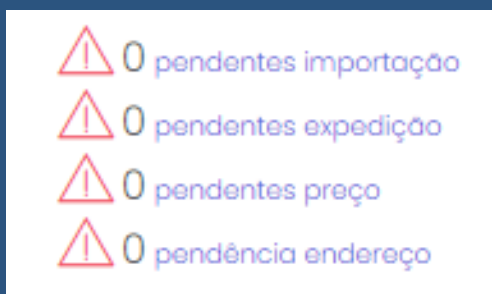 0 pendentes importação
0 pendentes expedição
0 pendentes preço
0 pendência endereço